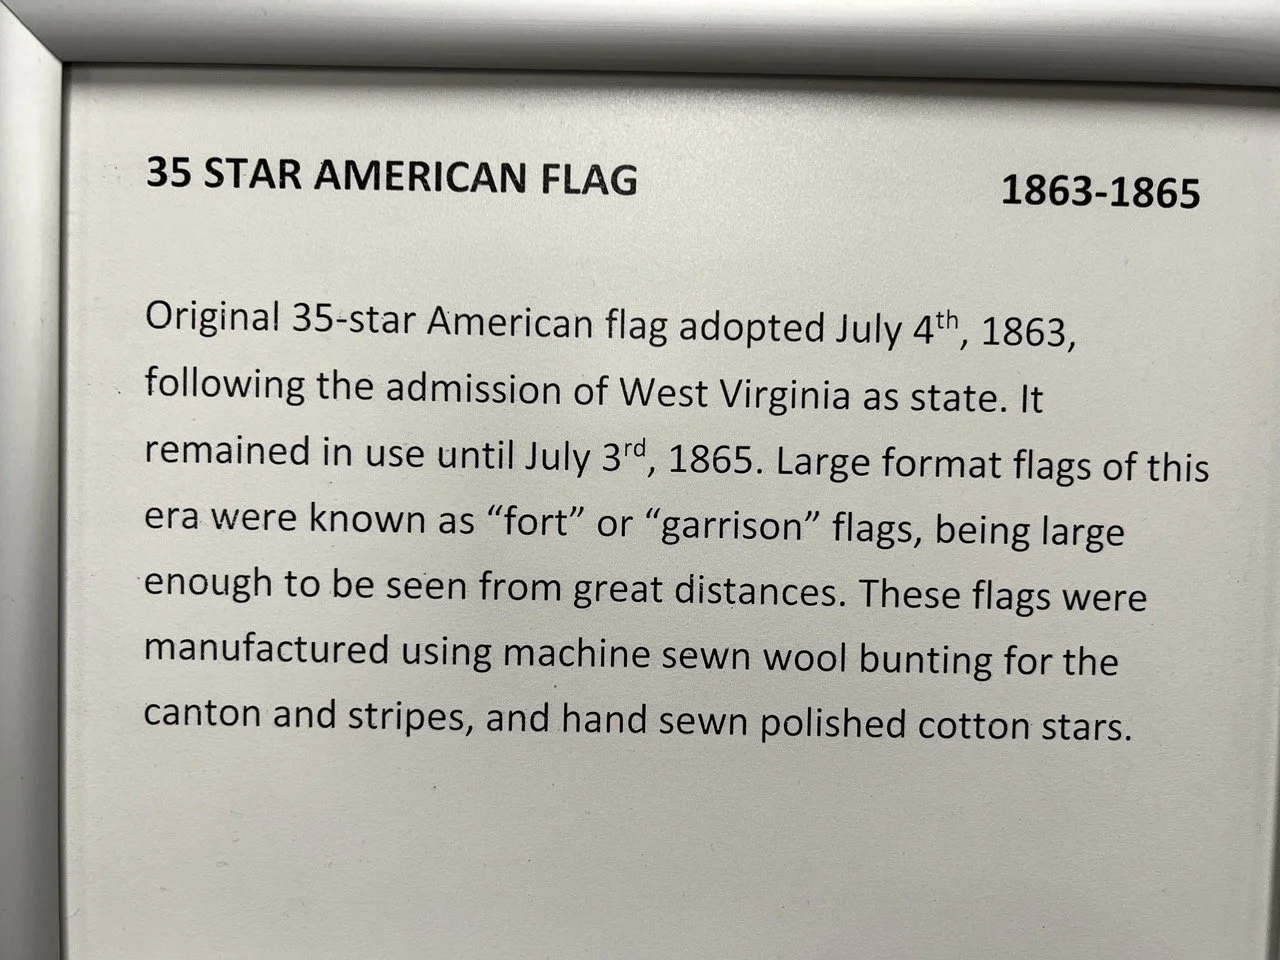 35 STAR AMERICAN FLAG 1863-1865
Original 35-star American flag adopted July 4th, 1863,
following the admission of West Virginia as state. It
remained in use until July 3rd, 1865. Large format flags of this
era were known as “fort” or “garrison” flags, being large
enough to be seen from great distances. These flags were
manufactured using machine sewn wool bunting for the
canton and stripes, and hand sewn polished cotton stars.